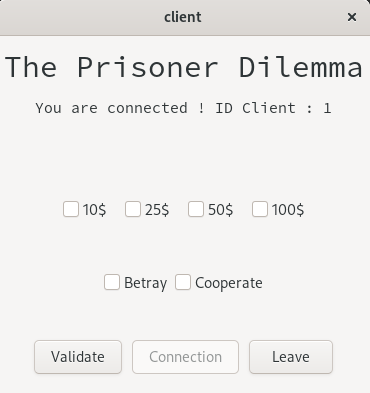 client ×
The Prisoner Dilemma
You are connected ! ID Client : 1
10$ 25$ 50$ 100$
Betray Cooperate
Validate Connection Leave